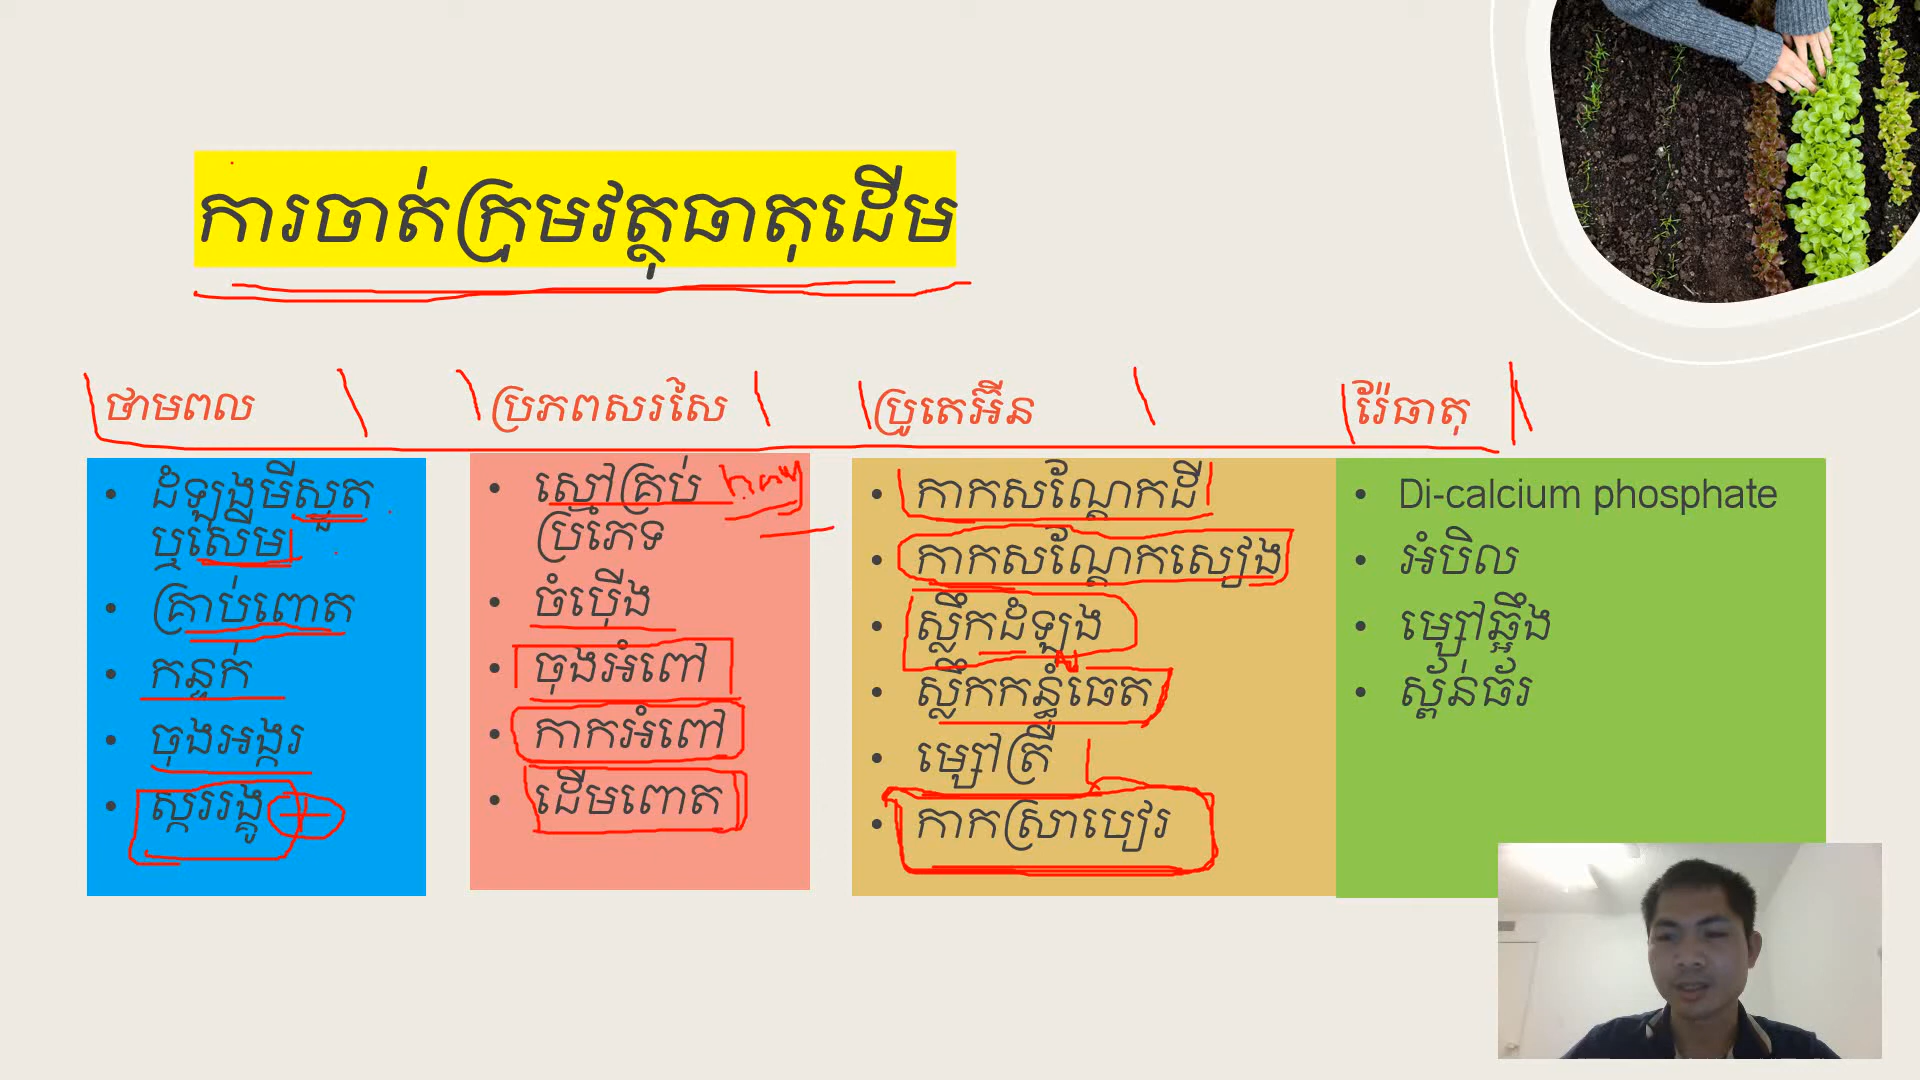 ការចាត់ក្រុមវត្ថុធាតុដើម
ថាមពល
ប្រភពសរសៃ
ប្រូតេអ៊ីន
រ៉ែធាតុ
• ដំឡូងមីស្ងួត
ឬសើម
• គ្រាប់ពោត
• កន្ទក់
• ចុងអង្ករ
• ស្ករង្គូ
• ស្មៅគ្រប់
ប្រភេទ
• ចំបើង
• ចុងអំពៅ
• កាកអំពៅ
• ដើមពោត
• កាកសណ្តែកដី
• កាកសណ្តែកសៀង
• ស្លឹកដំឡូង
• ស្លឹកកន្ធំថេត
• ម្សៅត្រី
• កាកស្រាបៀរ
• Di-calcium phosphate
• អំបិល
• ម្សៅឆ្អឹង
• ស្ព័ន់ធ័រ